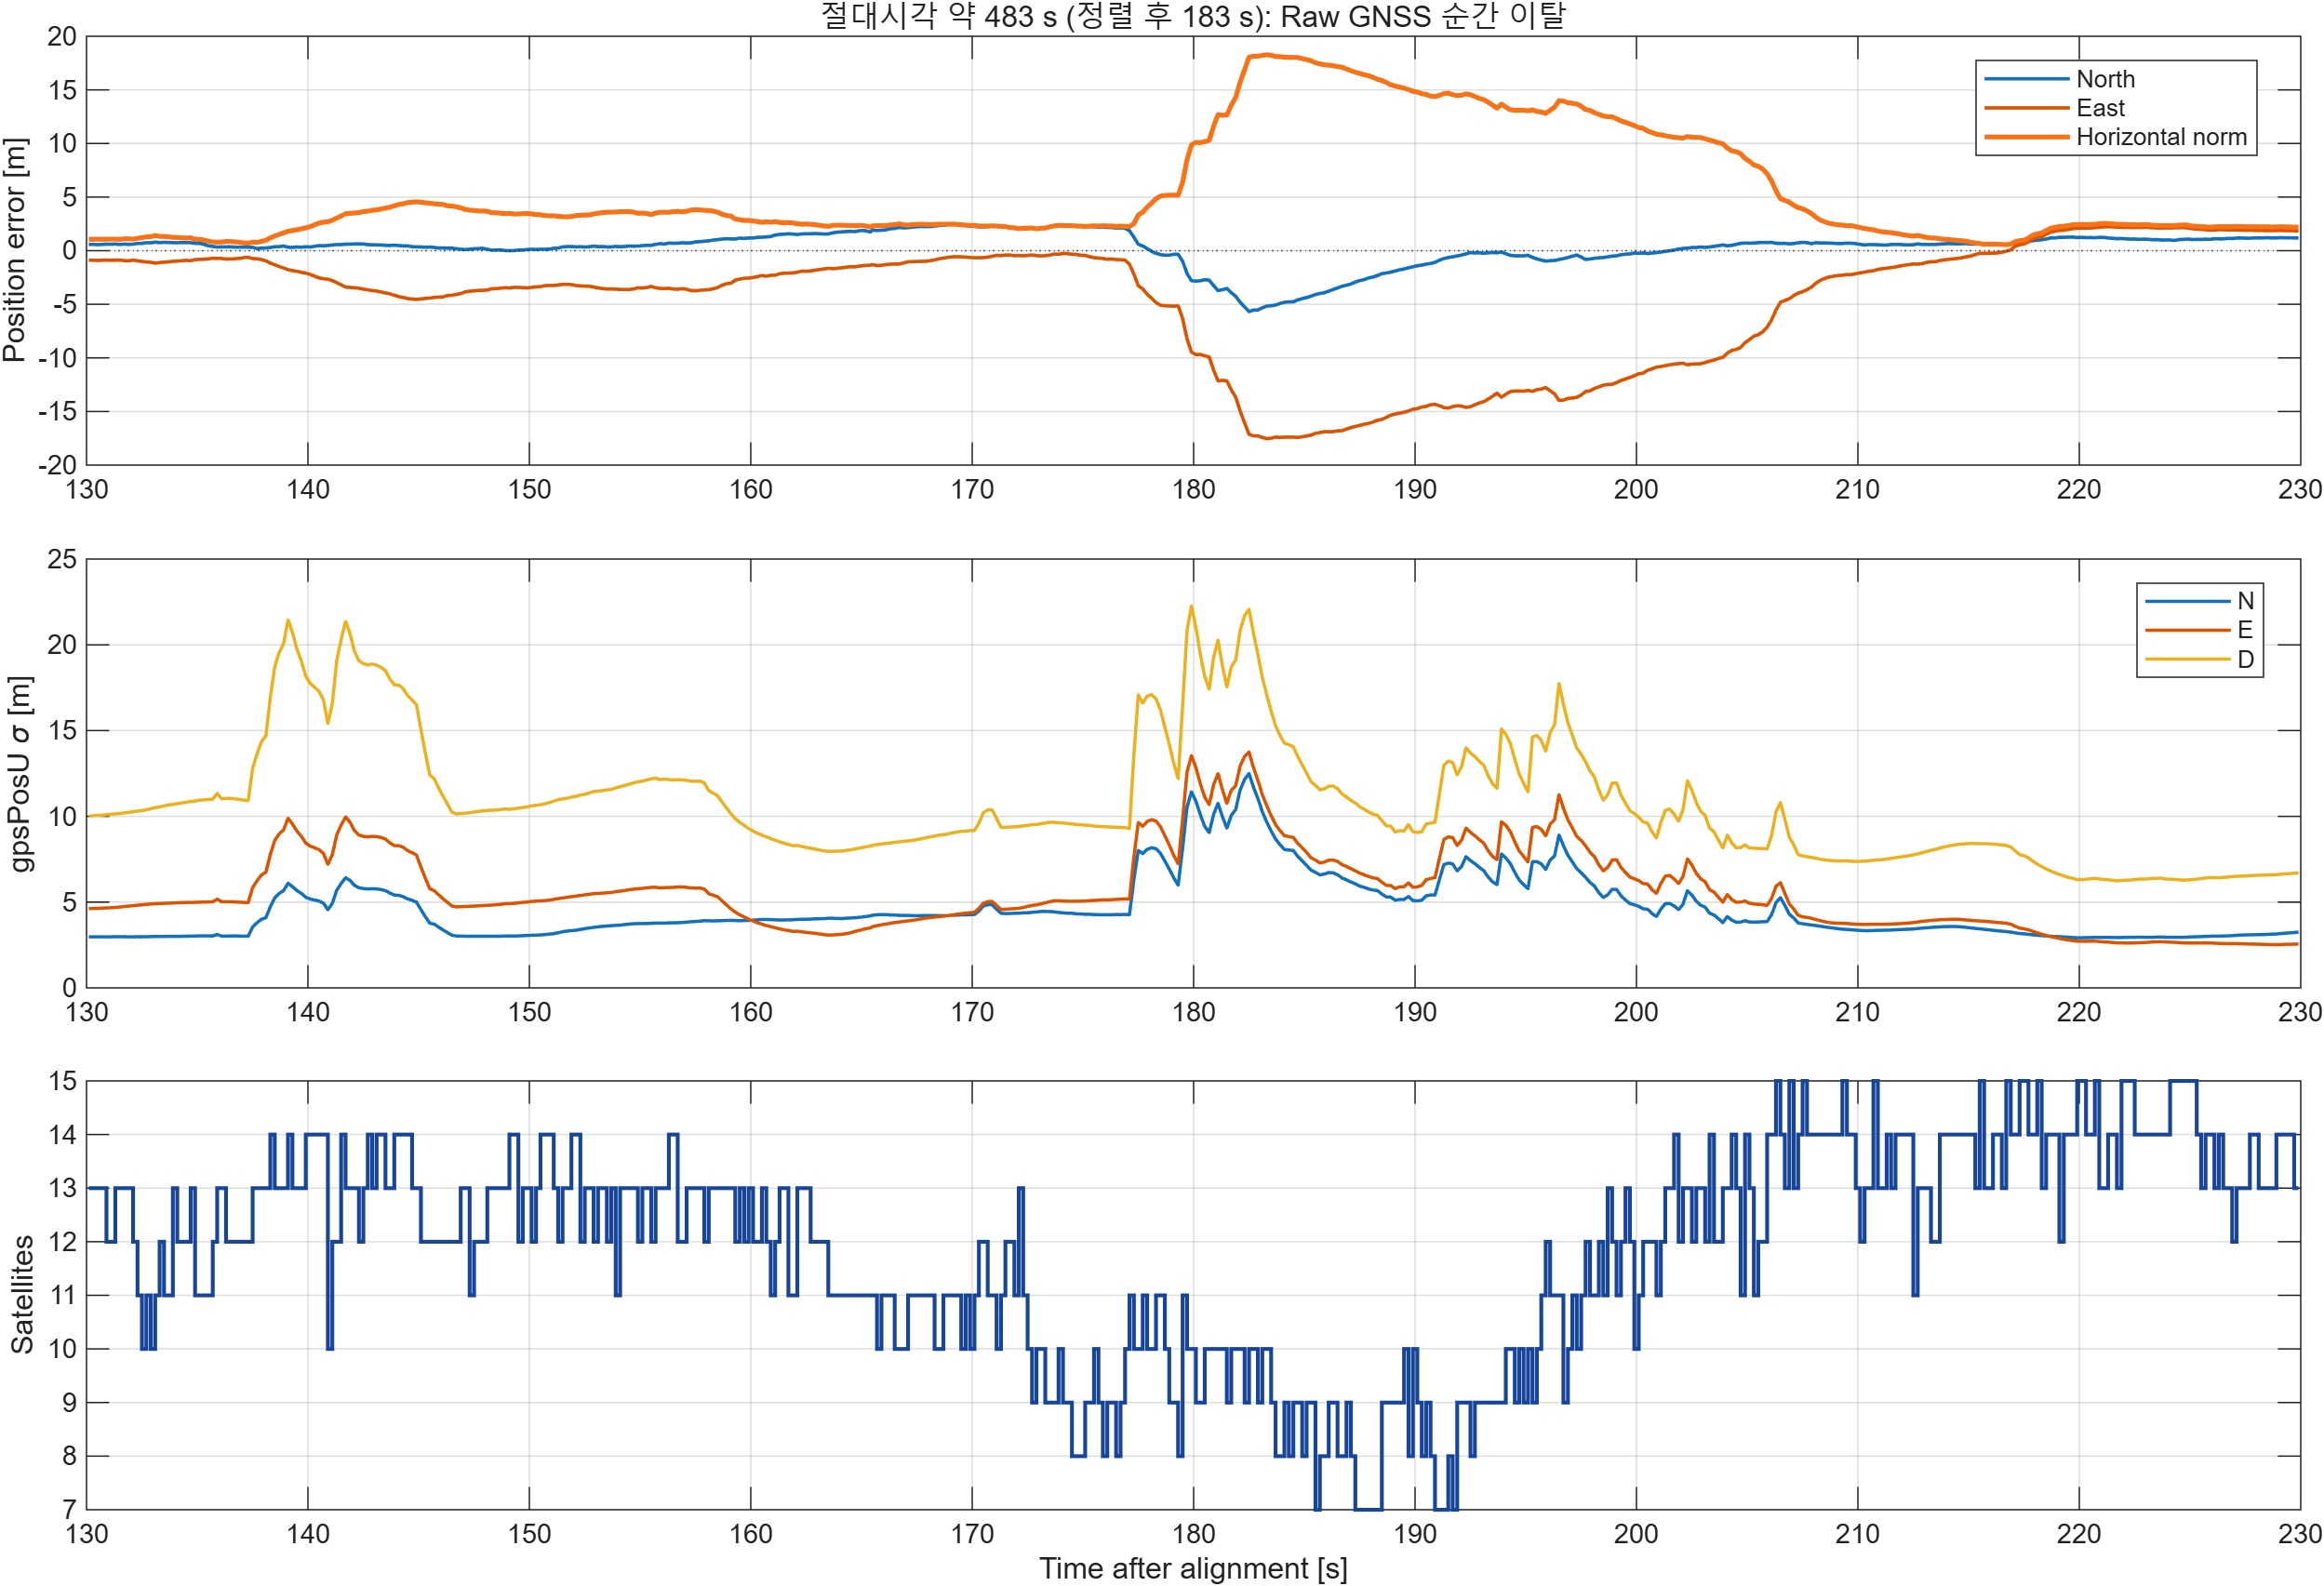 절대시각 약 483 s (정렬 후 183 s): Raw GNSS 순간 이탈
Position error [m]
20
15
10
5
0
-5
-10
-15
-20
130 140 150 160 170 180 190 200 210 220 230
North
East
Horizontal norm
gpsPosU σ [m]
25
20
15
10
5
0
130 140 150 160 170 180 190 200 210 220 230
N
E
D
Satellites
15
14
13
12
11
10
9
8
7
130 140 150 160 170 180 190 200 210 220 230
Time after alignment [s]